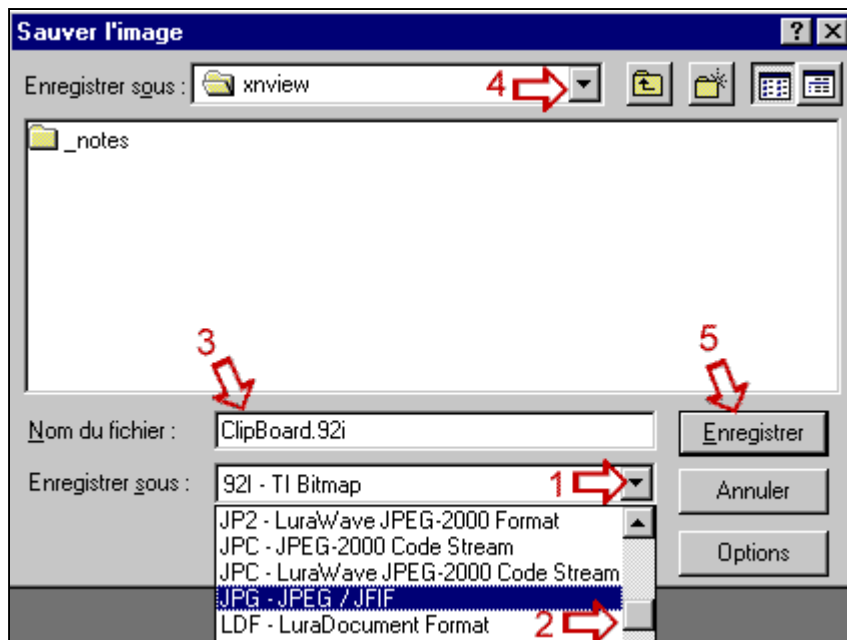 Sauver l'image
Enregistrer sous : xnview 4
_notes
3
5
Nom du fichier : ClipBoard.92i Enregistrer
Enregistrer sous : 92I - TI Bitmap 1 Annuler
JP2 - LuraWave JPEG-2000 Format
JPC - JPEG-2000 Code Stream
JPC - LuraWave JPEG-2000 Code Stream Options
JPG - JPEG / JFIF
LDF - LuraDocument Format 2